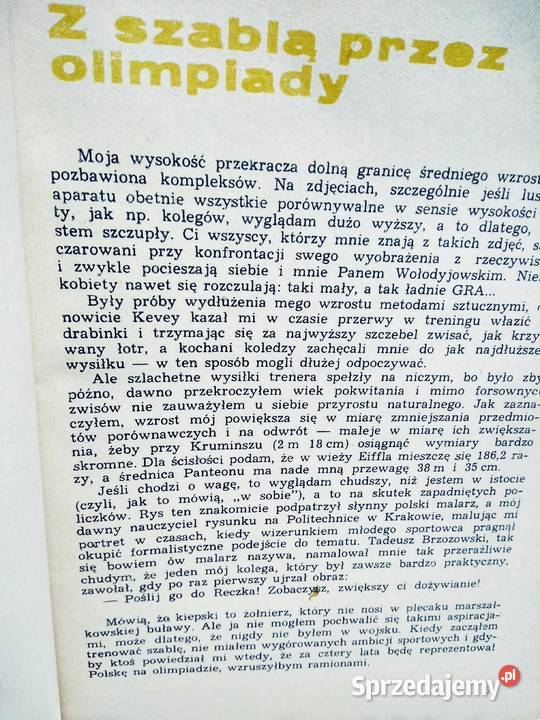 Z szablą przez
olimpiady
Moja wysokość przekracza dolną granicę średniego wzrost
pozbawiona kompleksów. Na zdjęciach, szczególnie jeśli lus
aparatu obetnie wszystkie porównywalne w sensie wysokości
ty, jak np. kolegów, wyglądam dużo wyższy, a to dlatego,
stem szczupły. Ci wszyscy, którzy mnie znają z takich zdjęć, s
czarowani przy konfrontacji swego wyobrażenia z rzeczywis
i zwykle pocieszają siebie i mnie Panem Wołodyjowskim. Nie
kobiety nawet się rozczulają: taki mały, a tak ładnie GRA...
Były próby wydłużenia mego wzrostu metodami sztucznymi,
nowicie Kevey kazał mi w czasie przerwy w treningu włazić
drabinki i trzymając się za najwyższy szczebel zwisać, jak krzy
wany łotr, a kochani koledzy zachęcali mnie do jak najdłuższe
wysiłku — w ten sposób mogli dłużej odpoczywać.
Ale szlachetne wysiłki trenera spełzły na niczym, bo było zby
późno, dawno przekroczyłem wiek pokwitania i mimo forsownych
zwisów nie zauważyłem u siebie przyrostu naturalnego. Jak zazna-
czyłem, wzrost mój powiększa się w miarę zmniejszania przedmio-
tów porównawczych i na odwrót — maleje w miarę ich zwiększa-
nia, żeby przy Kruminszu (2 m 18 cm) osiągnąć wymiary bardzo
skromne. Dla ścisłości podam, że w wieży Eiffla mieszczę się 186,2 ra-
zy, a średnica Panteonu ma nade mną przewagę 38 m i 35 cm.
Jeśli chodzi o wagę, to wyglądam chudszy, niż jestem w istocie
(czyli, jak to mówią, „w sobie"), a to na skutek zapadniętych po-
liczków. Rys ten znakomicie podpatrzył słynny polski malarz, a mój
dawny nauczyciel rysunku na Politechnice w Krakowie, malując mi
portret w czasach, kiedy wizerunkiem młodego sportowca pragnął
okupić formalistyczne podejście do tematu. Tadeusz Brzozowski, tak
się bowiem ów malarz nazywa, namalował mnie tak przeraźliwie
chudym, że jeden mój kolega, który był zawsze bardzo praktyczny,
zawołał, gdy po raz pierwszy ujrzał obraz:
— Poślij go do Reczka! Zobaczysz, zwiększy ci dożywianie!
Mówią, że kiepski to żołnierz, który nie nosi w plecaku marszał-
kowskiej buławy. Ale ja nie mogłem pochwalić się takimi aspiracja-
mi, może dlatego, że nigdy nie byłem w wojsku. Kiedy zacząłem
trenować szablę, nie miałem wygórowanych ambicji sportowych i gdy-
by ktoś powiedział mi wtedy, że za cztery lata będę reprezentował
Polskę na olimpiadzie, wzruszyłbym ramionami.
Sprzedajemy.pl